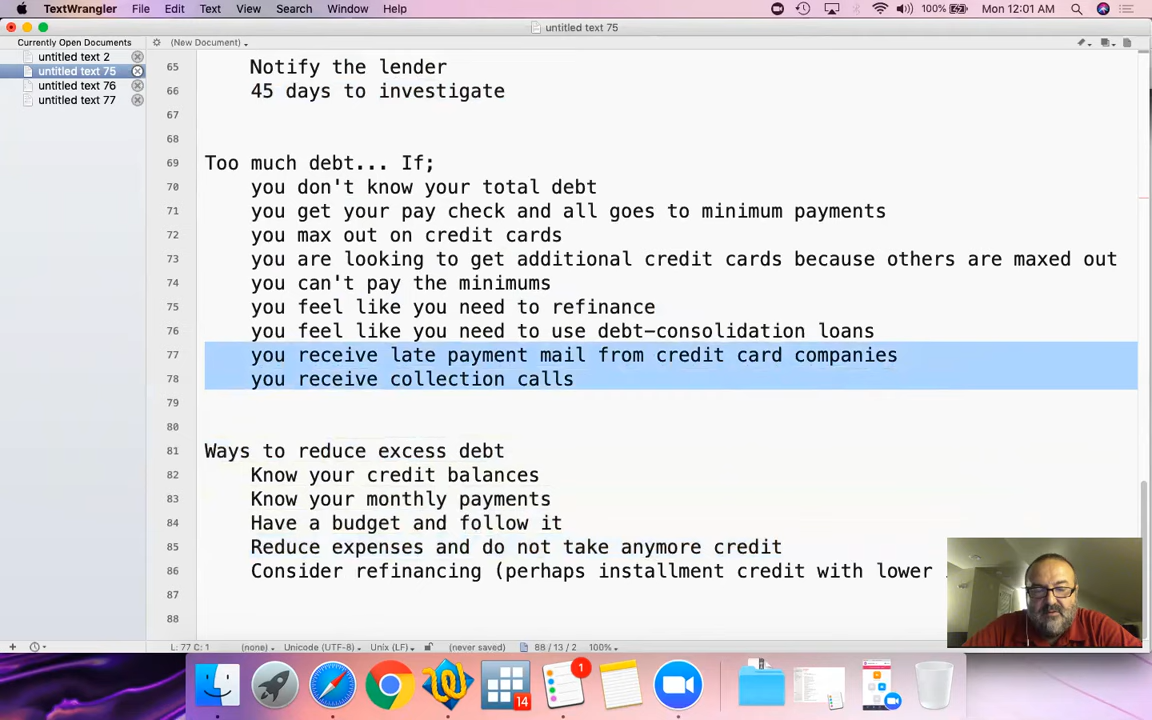 TextWrangler File Edit Text View Search Window Help 100% Mon 12:01 AM
untitled text 75
Currently Open Documents (New Document)
untitled text 2
untitled text 75
untitled text 76
untitled text 77
65 Notify the lender
66 45 days to investigate
67
68
69 Too much debt... If;
70 you don't know your total debt
71 you get your pay check and all goes to minimum payments
72 you max out on credit cards
73 you are looking to get additional credit cards because others are maxed out
74 you can't pay the minimums
75 you feel like you need to refinance
76 you feel like you need to use debt-consolidation loans
77 you receive late payment mail from credit card companies
78 you receive collection calls
79
80
81 Ways to reduce excess debt
82 Know your credit balances
83 Know your monthly payments
84 Have a budget and follow it
85 Reduce expenses and do not take anymore credit
86 Consider refinancing (perhaps installment credit with lower
87
88
L: 77 C: 1 (none) Unicode (UTF-8) Unix (LF) (never saved) 88 / 13 / 2 100%
14
1